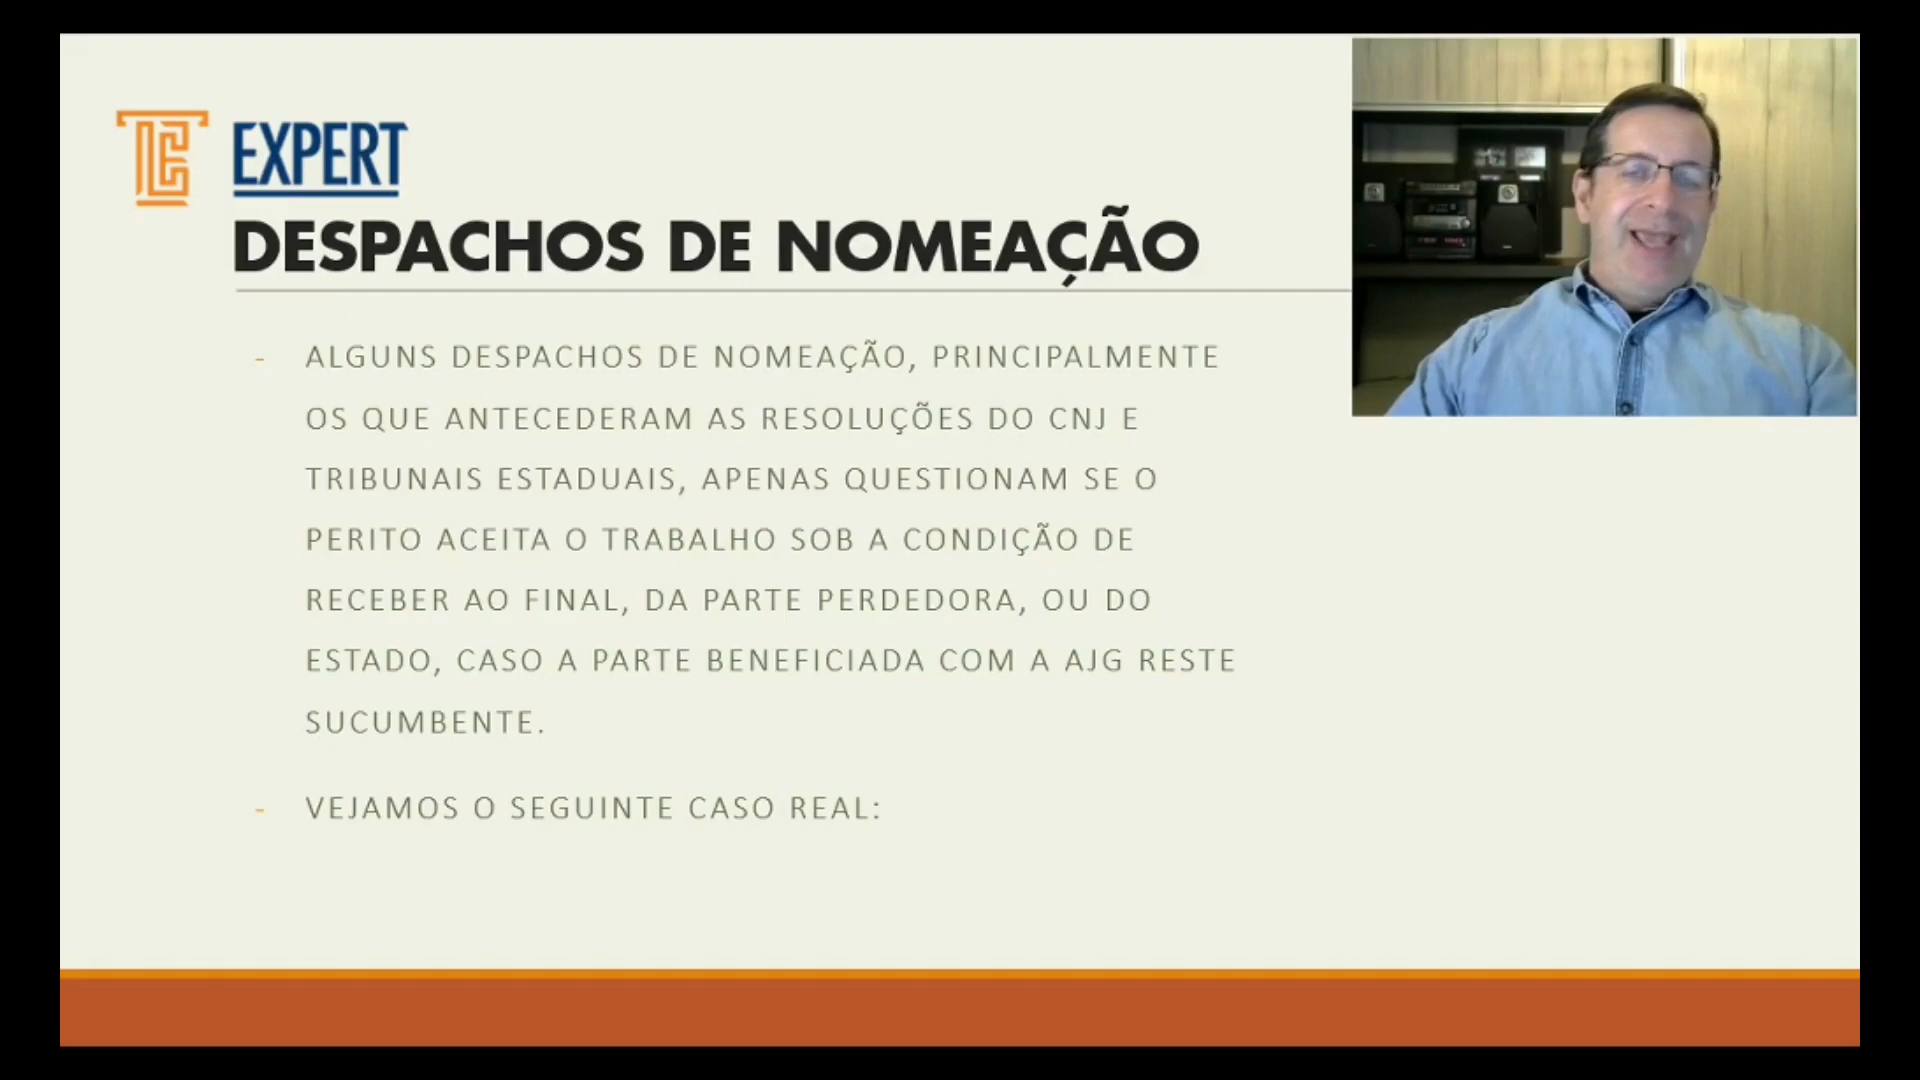 EXPERT
DESPACHOS DE NOMEAÇÃO
- ALGUNS DESPACHOS DE NOMEAÇÃO, PRINCIPALMENTE
OS QUE ANTECEDERAM AS RESOLUÇÕES DO CNJ E
TRIBUNAIS ESTADUAIS, APENAS QUESTIONAM SE O
PERITO ACEITA O TRABALHO SOB A CONDIÇÃO DE
RECEBER AO FINAL, DA PARTE PERDEDORA, OU DO
ESTADO, CASO A PARTE BENEFICIADA COM A AJG RESTE
SUCUMBENTE.
- VEJAMOS O SEGUINTE CASO REAL: